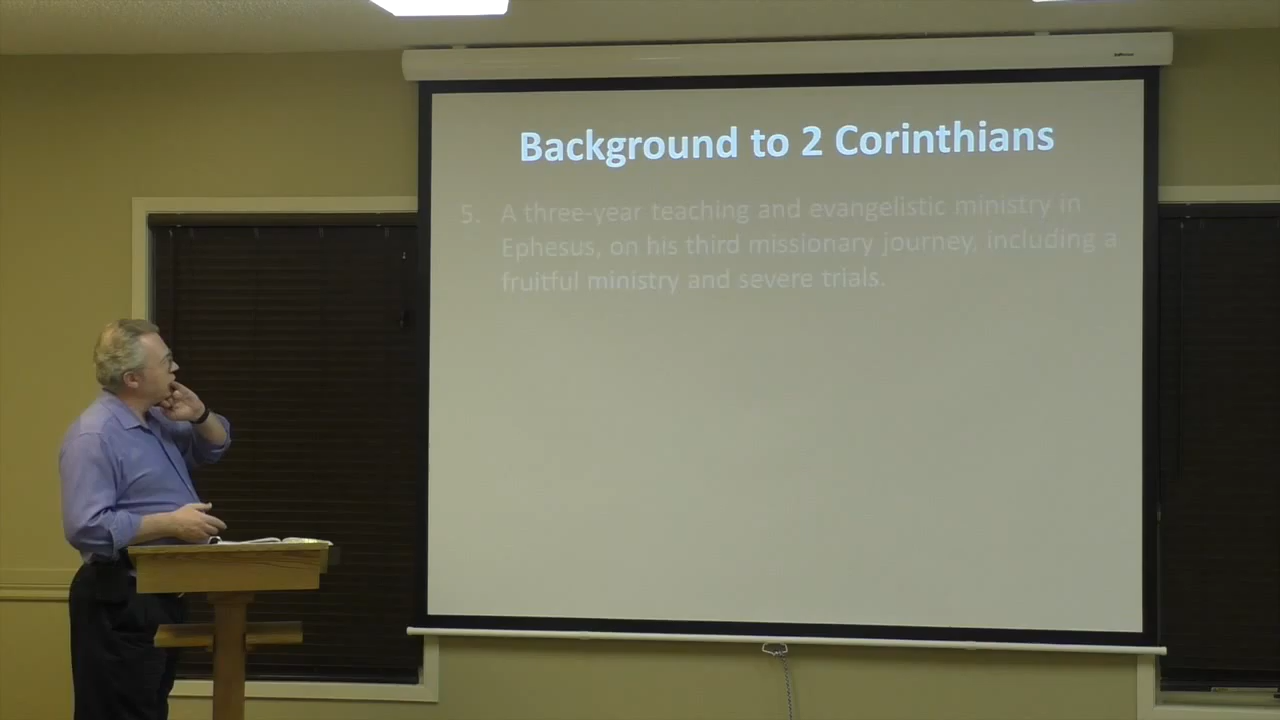 Background to 2 Corinthians
5. A three-year teaching and evangelistic ministry in
Ephesus, on his third missionary journey, including a
fruitful ministry and severe trials.